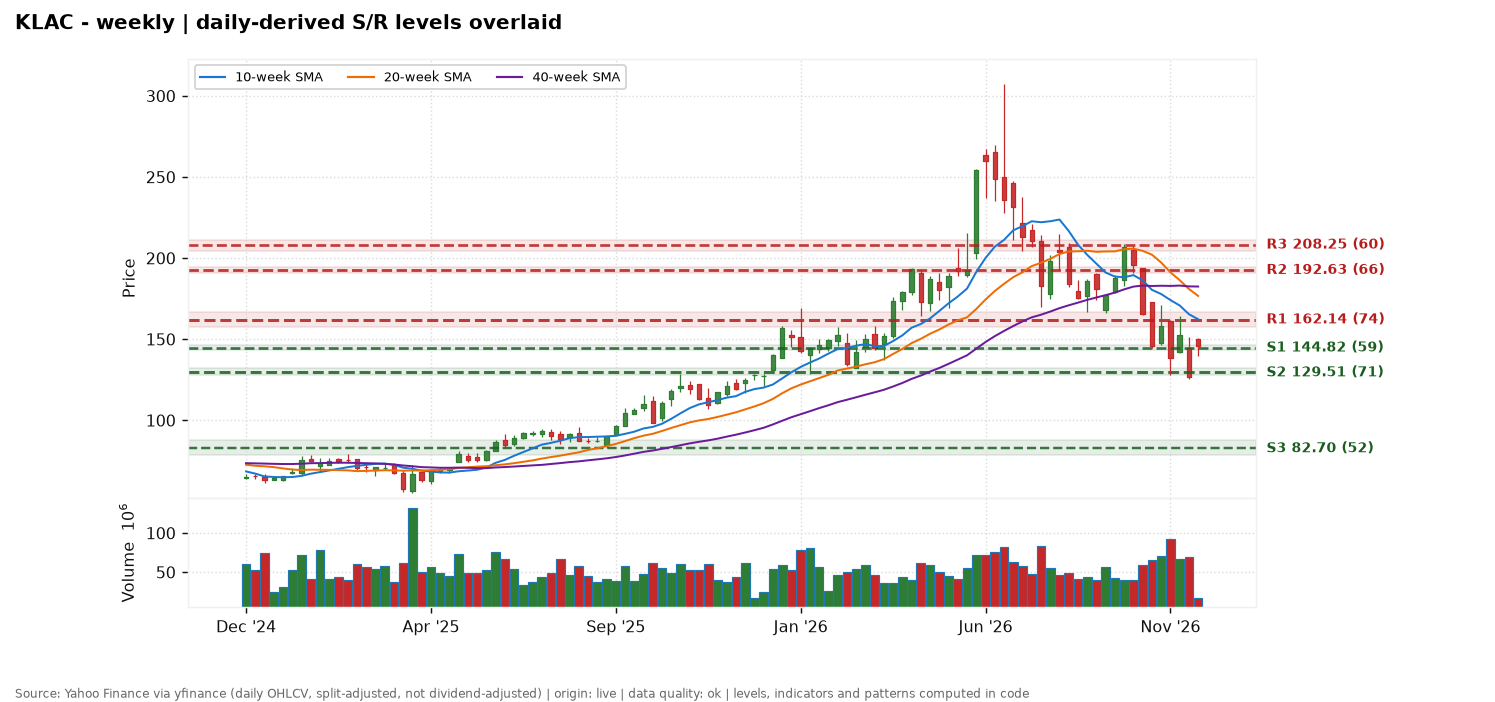 KLAC - weekly | daily-derived S/R levels overlaid
10-week SMA 20-week SMA 40-week SMA
300
250
200
150
100
Price
R3 208.25 (60)
R2 192.63 (66)
R1 162.14 (74)
S1 144.82 (59)
S2 129.51 (71)
S3 82.70 (52)
100
50
Volume 10⁶
Dec '24 Apr '25 Sep '25 Jan '26 Jun '26 Nov '26
Source: Yahoo Finance via yfinance (daily OHLCV, split-adjusted, not dividend-adjusted) | origin: live | data quality: ok | levels, indicators and patterns computed in code